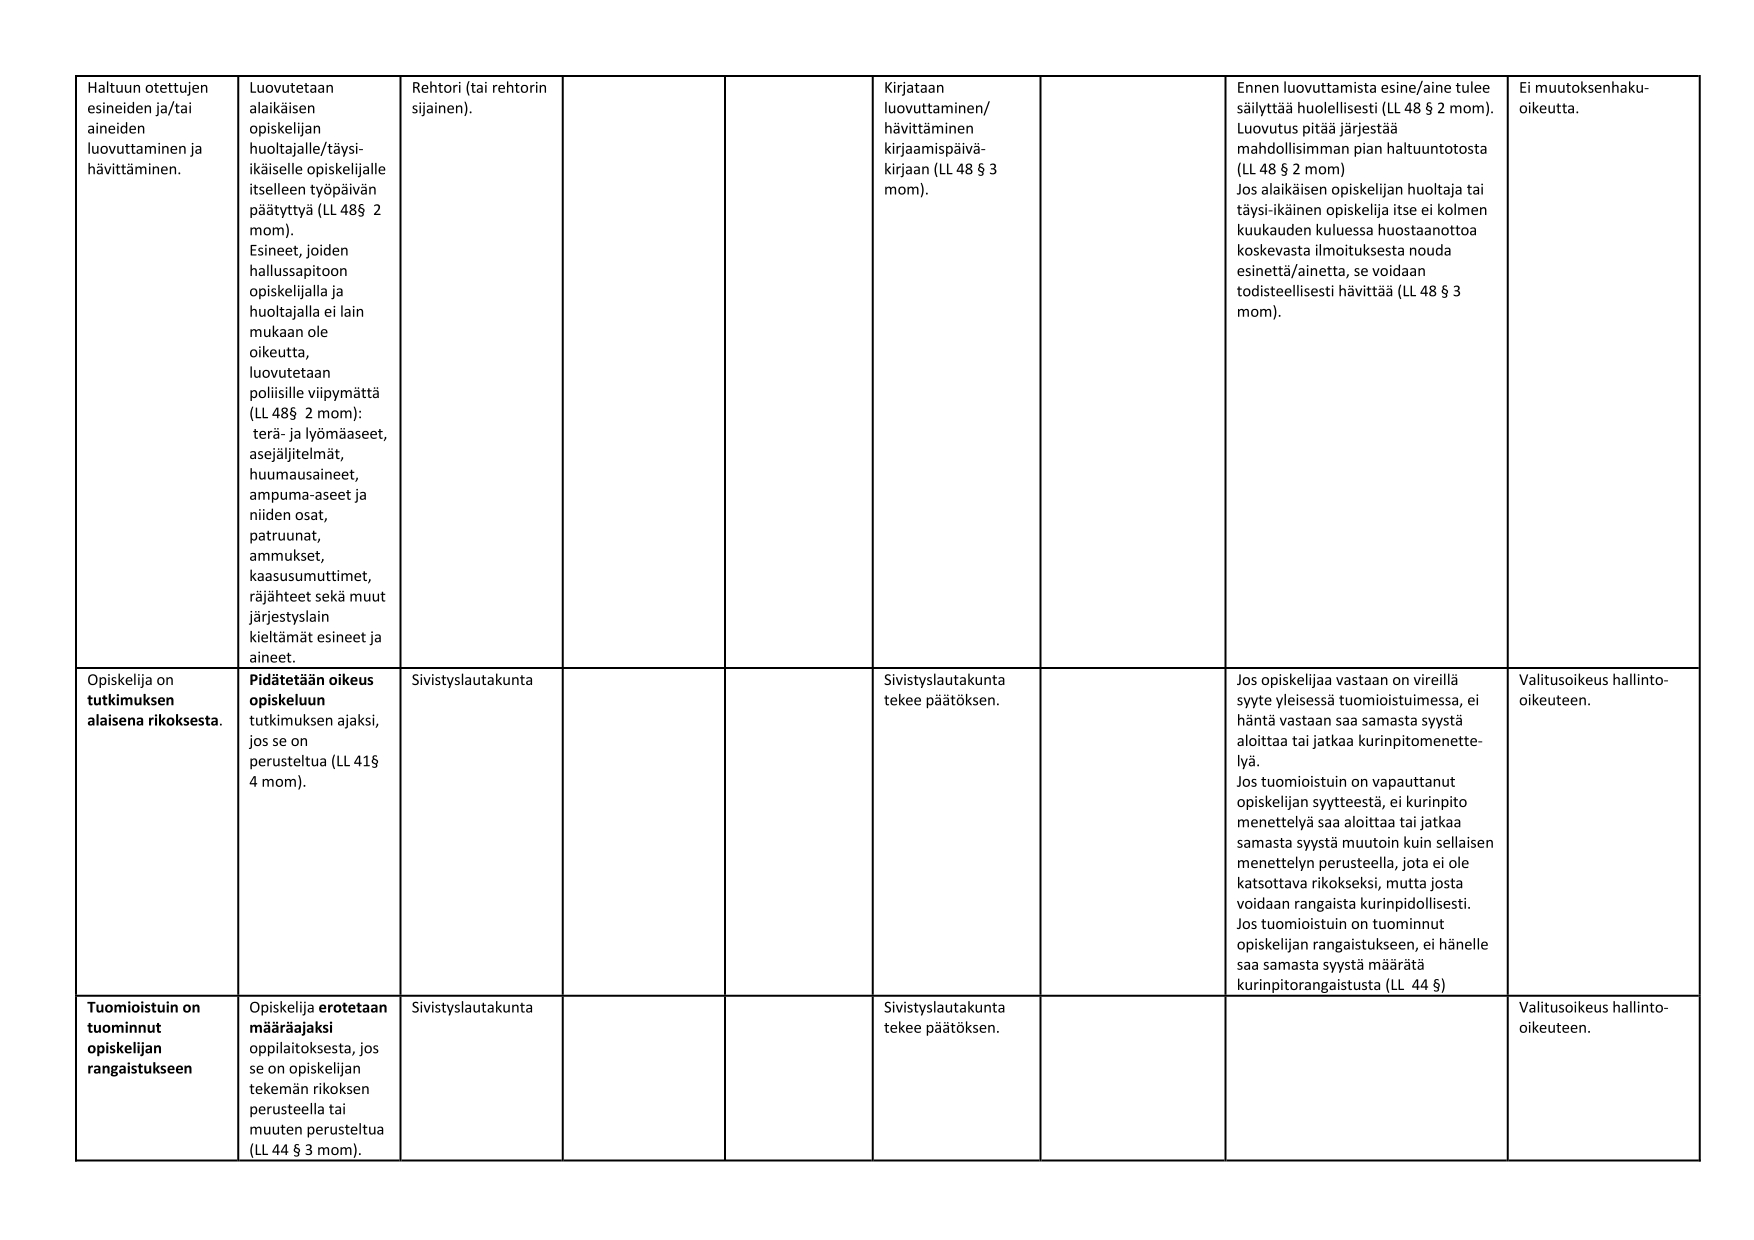 Haltuun otettujen
esineiden ja/tai
aineiden
luovuttaminen ja
hävittäminen.
Luovutetaan
alaikäisen
opiskelijan
huoltajalle/täysi-
ikäiselle opiskelijalle
itselleen työpäivän
päätyttyä (LL 48§  2
mom).
Esineet, joiden
hallussapitoon
opiskelijalla ja
huoltajalla ei lain
mukaan ole
oikeutta,
luovutetaan
poliisille viipymättä
(LL 48§  2 mom):
terä- ja lyömäaseet,
asejäljitelmät,
huumausaineet,
ampuma-aseet ja
niiden osat,
patruunat,
ammukset,
kaasusumuttimet,
räjähteet sekä muut
järjestyslain
kieltämät esineet ja
aineet.
Rehtori (tai rehtorin
sijainen).
Kirjataan
luovuttaminen/
hävittäminen
kirjaamispäivä-
kirjaan (LL 48 § 3
mom).
Ennen luovuttamista esine/aine tulee
säilyttää huolellisesti (LL 48 § 2 mom).
Luovutus pitää järjestää
mahdollisimman pian haltuuntotosta
(LL 48 § 2 mom)
Jos alaikäisen opiskelijan huoltaja tai
täysi-ikäinen opiskelija itse ei kolmen
kuukauden kuluessa huostaanottoa
koskevasta ilmoituksesta nouda
esinettä/ainetta, se voidaan
todisteellisesti hävittää (LL 48 § 3
mom).
Ei muutoksenhaku-
oikeutta.
Opiskelija on
tutkimuksen
alaisena rikoksesta.
Pidätetään oikeus
opiskeluun
tutkimuksen ajaksi,
jos se on
perusteltua (LL 41§
4 mom).
Sivistyslautakunta
Sivistyslautakunta
tekee päätöksen.
Jos opiskelijaa vastaan on vireillä
syyte yleisessä tuomioistuimessa, ei
häntä vastaan saa samasta syystä
aloittaa tai jatkaa kurinpitomenette-
lyä.
Jos tuomioistuin on vapauttanut
opiskelijan syytteestä, ei kurinpito
menettelyä saa aloittaa tai jatkaa
samasta syystä muutoin kuin sellaisen
menettelyn perusteella, jota ei ole
katsottava rikokseksi, mutta josta
voidaan rangaista kurinpidollisesti.
Jos tuomioistuin on tuominnut
opiskelijan rangaistukseen, ei hänelle
saa samasta syystä määrätä
kurinpitorangaistusta (LL  44 §)
Valitusoikeus hallinto-
oikeuteen.
Tuomioistuin on
tuominnut
opiskelijan
rangaistukseen
Opiskelija erotetaan
määräajaksi
oppilaitoksesta, jos
se on opiskelijan
tekemän rikoksen
perusteella tai
muuten perusteltua
(LL 44 § 3 mom).
Sivistyslautakunta
Sivistyslautakunta
tekee päätöksen.
Valitusoikeus hallinto-
oikeuteen.